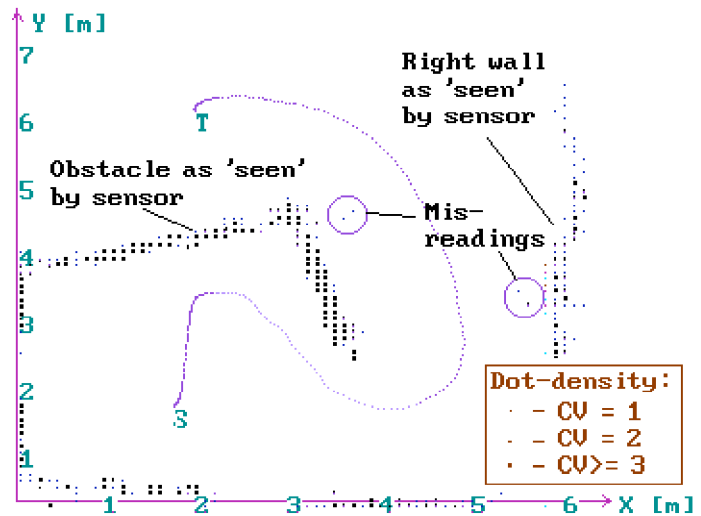 Y [m]
7
Right wall
as 'seen'
by sensor
6
T
Obstacle as 'seen'
by sensor
5
Mis-
readings
4
3
2
S
Dot-density:
· - CV = 1
· - CV = 2
· - CV>= 3
1
1 2 3 4 5 6 X [m]